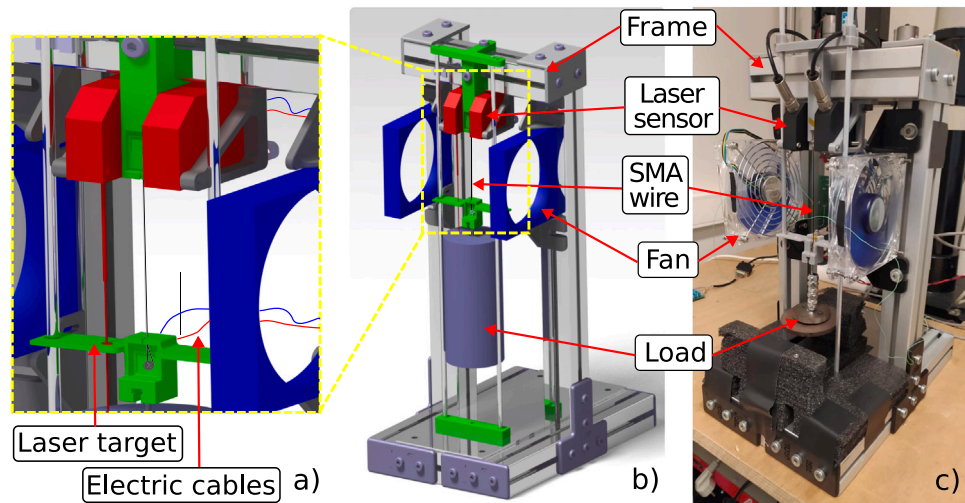 Frame
Laser
sensor
SMA
wire
Fan
Load
Laser target
Electric cables
a)
b)
c)